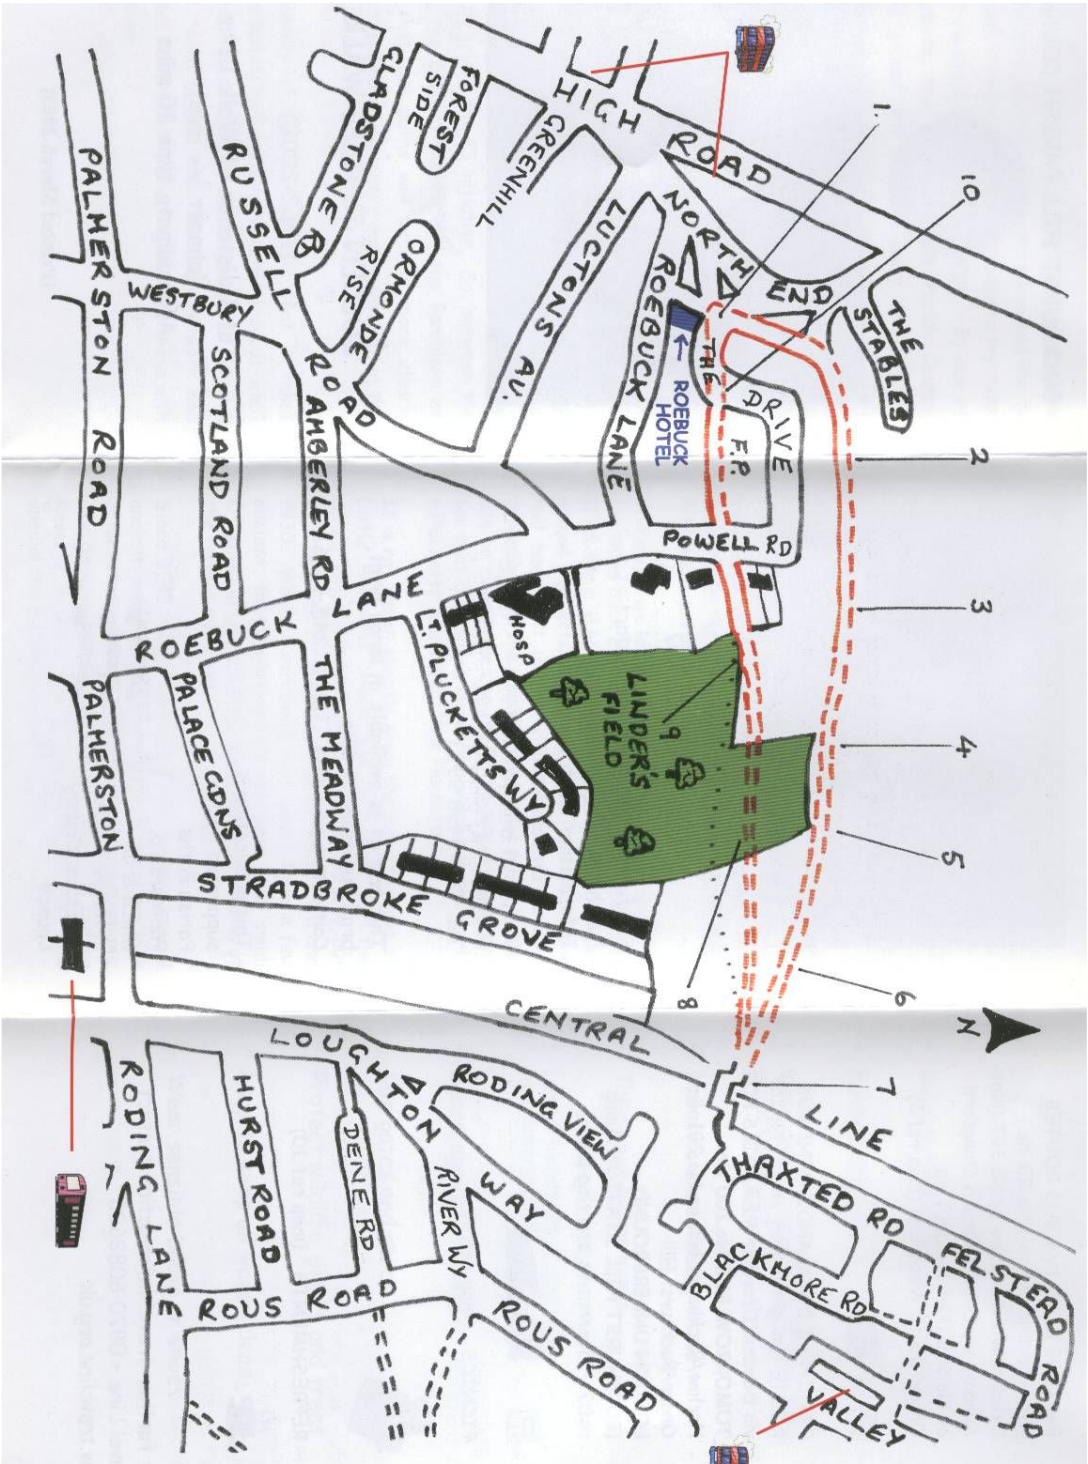 HIGH
ROAD
1.
10
FOREST
SIDE
GLADSTONE RD
GREENHILL
NORTH
END
THE
STABLES
RUSSELL
ROAD
ORMONDE
RISE
LUCTONS AV.
ROEBUCK LANE
← ROEBUCK
HOTEL
THE
DRIVE
F.P.
2
PALMERSTON ROAD
WESTBURY
SCOTLAND ROAD
AMBERLEY RD
POWELL RD
3
ROEBUCK LANE
HOSP
LT. PLUCKETTS WY
LINDER'S
FIELD
9
4
5
PALMERSTON
PALACE GDNS
THE MEADWAY
STRADBROKE GROVE
8
6
N
CENTRAL
LINE
7
LOUGHTON
WAY
RODING VIEW
THAXTED RD
RODING LANE
HURST ROAD
DENE RD
RIVER WY
BLACKMORE RD
FELSTEAD
ROAD
ROUS ROAD
ROUS ROAD
VALLEY